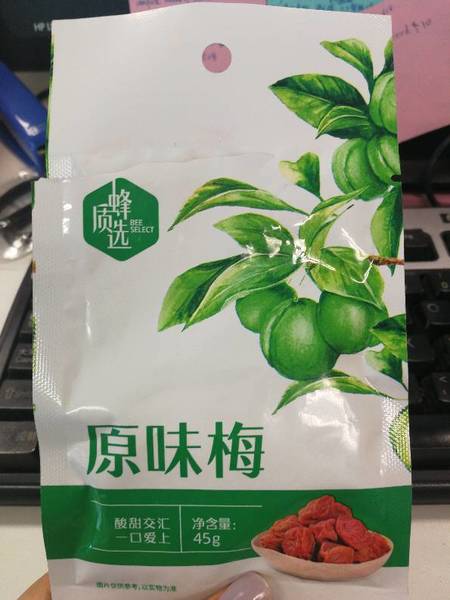 蜂
质选
BEE
SELECT
原味梅
酸甜交汇
一口爱上
净含量:
45g
图片仅供参考,以实物为准